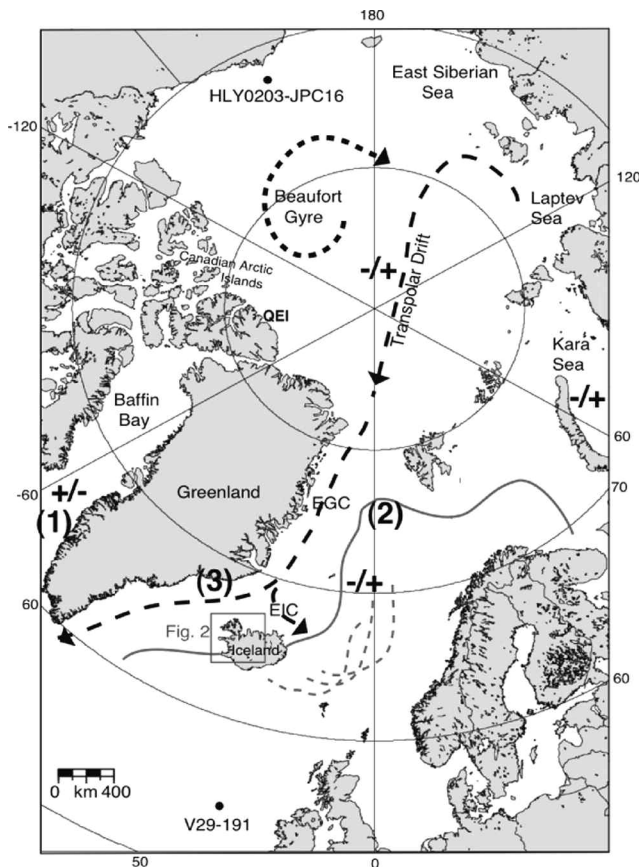 180
East Siberian
Sea
HLY0203-JPC16
-120
120
Beaufort
Gyre
Laptev
Sea
Canadian Arctic
Islands
-/+
Transpolar Drift
QEI
Kara
Sea
Baffin
Bay
-/+
60
-60
+/-
Greenland
70
(1)
EGC
(2)
(3)
-/+
60
EIC
Fig. 2
Iceland
60
0 km 400
V29-191
50
0